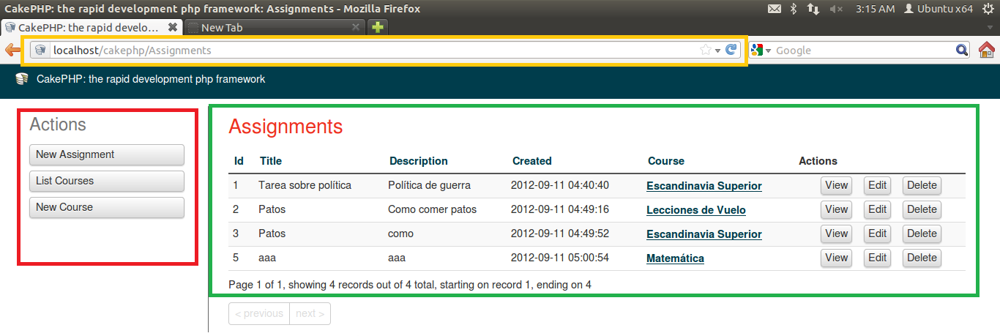 CakePHP: the rapid development php framework: Assignments - Mozilla Firefox
3:15 AM Ubuntu x64
CakePHP: the rapid develo... New Tab
localhost/cakephp/Assignments
Google
CakePHP: the rapid development php framework
Actions
New Assignment
List Courses
New Course
Assignments
Id Title Description Created Course Actions
1 Tarea sobre política Política de guerra 2012-09-11 04:40:40 Escandinavia Superior View Edit Delete
2 Patos Como comer patos 2012-09-11 04:49:16 Lecciones de Vuelo View Edit Delete
3 Patos como 2012-09-11 04:49:52 Escandinavia Superior View Edit Delete
5 aaa aaa 2012-09-11 05:00:54 Matemática View Edit Delete
Page 1 of 1, showing 4 records out of 4 total, starting on record 1, ending on 4
< previous next >